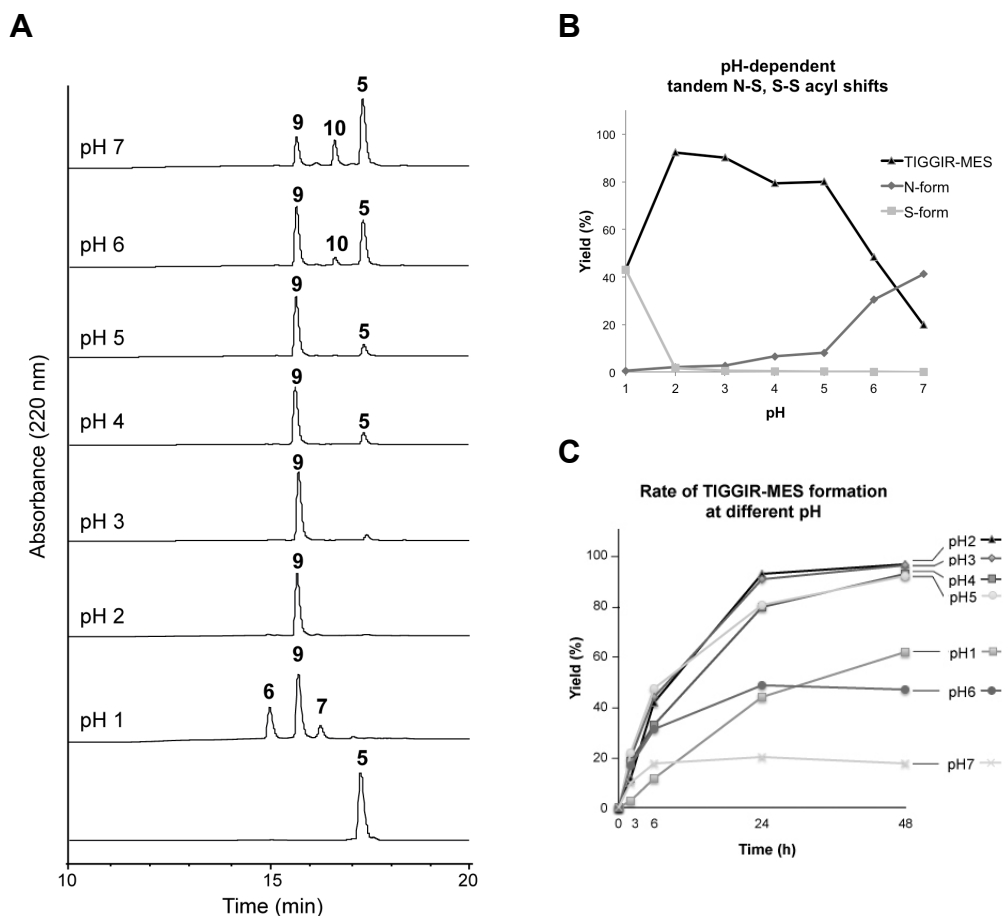 A
5
9
10
pH 7
9
5
10
pH 6
9
5
pH 5
9
5
pH 4
9
pH 3
9
pH 2
9
6
7
pH 1
5
Absorbance (220 nm)
10
15
20
Time (min)
B
pH-dependent
tandem N-S, S-S acyl shifts
100
80
60
40
20
0
Yield (%)
1 2 3 4 5 6 7
pH
TIGGIR-MES
N-form
S-form
C
Rate of TIGGIR-MES formation
at different pH
100
80
60
40
20
0
Yield (%)
0 3 6 24 48
Time (h)
pH2
pH3
pH4
pH5
pH1
pH6
pH7